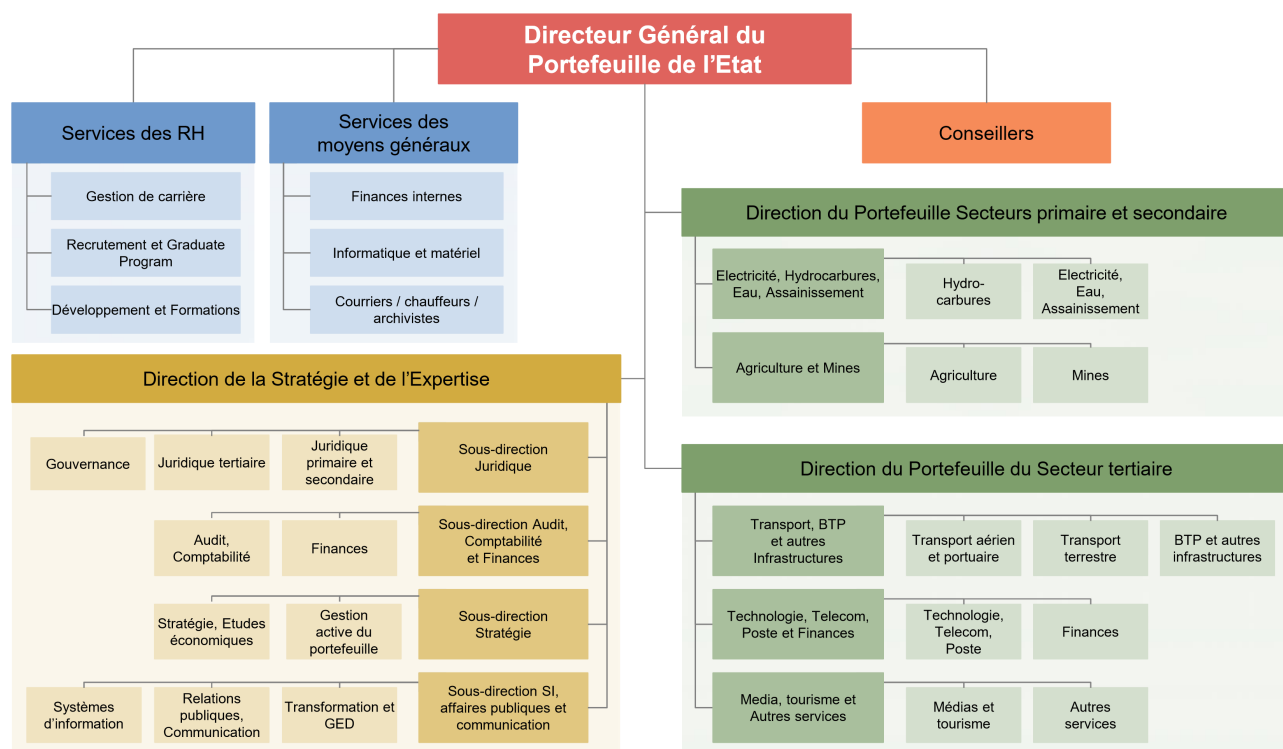 Directeur Général du
Portefeuille de l'Etat
Services des RH
Services des
moyens généraux
Conseillers
Gestion de carrière
Recrutement et Graduate
Program
Développement et Formations
Finances internes
Informatique et matériel
Courriers / chauffeurs /
archivistes
Direction du Portefeuille Secteurs primaire et secondaire
Electricité, Hydrocarbures,
Eau, Assainissement
Hydro-
carbures
Electricité,
Eau,
Assainissement
Agriculture et Mines
Agriculture
Mines
Direction de la Stratégie et de l'Expertise
Gouvernance
Juridique tertiaire
Juridique
primaire et
secondaire
Sous-direction
Juridique
Audit,
Comptabilité
Finances
Sous-direction Audit,
Comptabilité
et Finances
Stratégie, Etudes
économiques
Gestion
active du
portefeuille
Sous-direction
Stratégie
Systèmes
d'information
Relations
publiques,
Communication
Transformation et
GED
Sous-direction SI,
affaires publiques et
communication
Direction du Portefeuille du Secteur tertiaire
Transport, BTP
et autres
Infrastructures
Transport aérien
et portuaire
Transport
terrestre
BTP et autres
infrastructures
Technologie, Telecom,
Poste et Finances
Technologie,
Telecom,
Poste
Finances
Media, tourisme et
Autres services
Médias et
tourisme
Autres
services